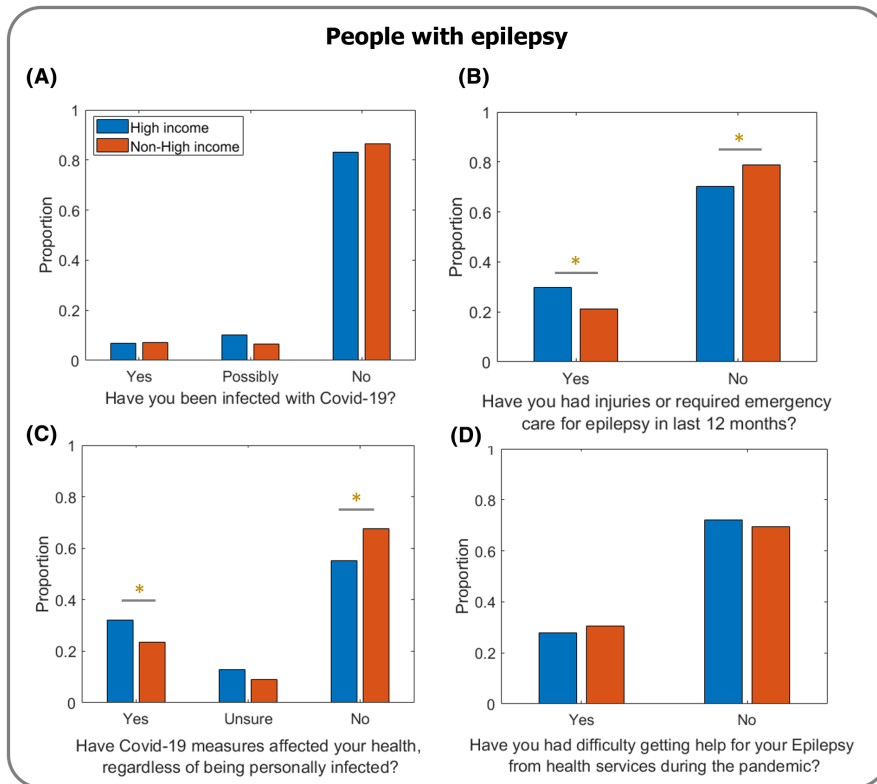 People with epilepsy
(A)
1
0.8
0.6
0.4
0.2
0
Proportion
High income
Non-High income
Yes Possibly No
Have you been infected with Covid-19?
(B)
1
0.8
0.6
0.4
0.2
0
Proportion
*
*
Yes No
Have you had injuries or required emergency
care for epilepsy in last 12 months?
(C)
1
0.8
0.6
0.4
0.2
0
Proportion
*
*
Yes Unsure No
Have Covid-19 measures affected your health,
regardless of being personally infected?
(D)
1
0.8
0.6
0.4
0.2
0
Proportion
Yes No
Have you had difficulty getting help for your Epilepsy
from health services during the pandemic?